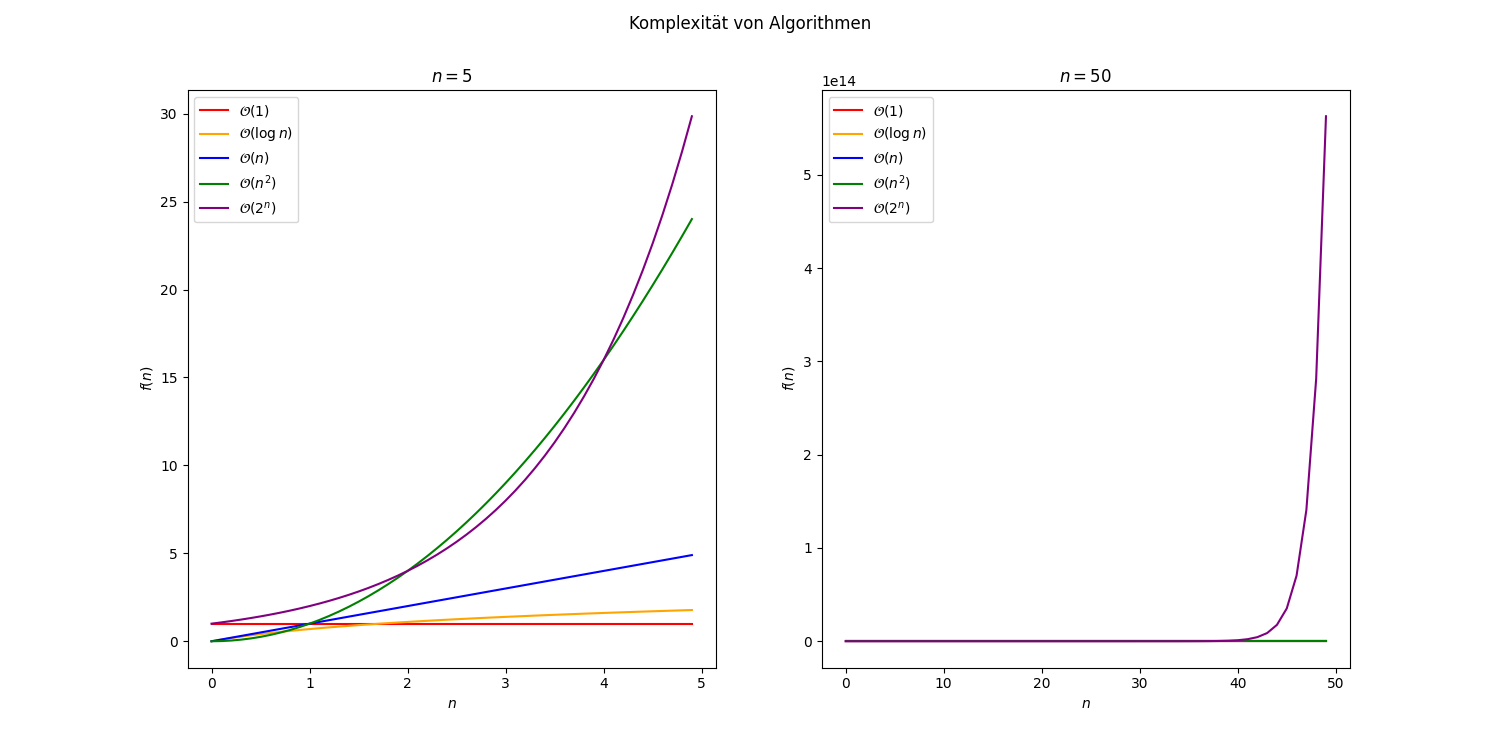 Komplexität von Algorithmen
n = 5
30
25
20
15
10
5
0
f(n)
𝒪(1)
𝒪(log n)
𝒪(n)
𝒪(n²)
𝒪(2ⁿ)
0 1 2 3 4 5
n
n = 50
1e14
5
4
3
2
1
0
f(n)
𝒪(1)
𝒪(log n)
𝒪(n)
𝒪(n²)
𝒪(2ⁿ)
0 10 20 30 40 50
n